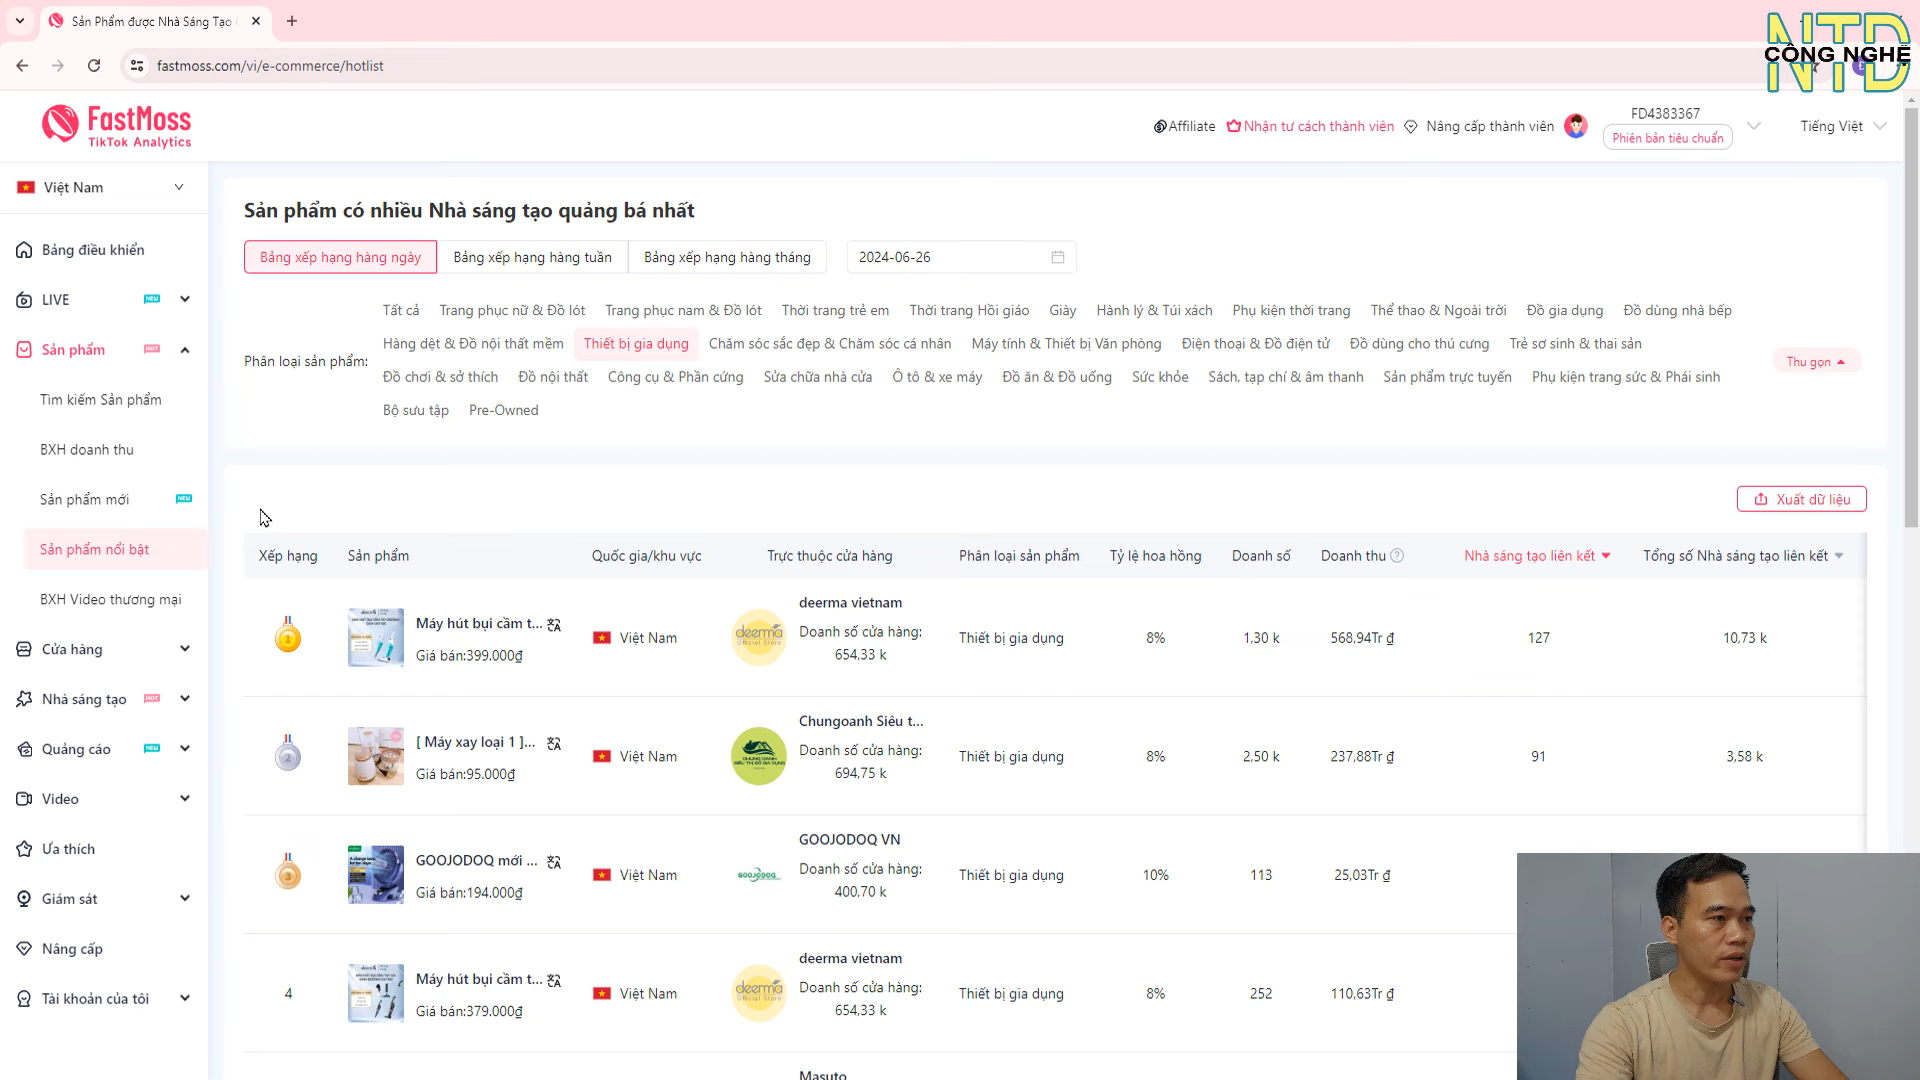 Sản Phẩm được Nhà Sáng Tạo
fastmoss.com/vi/e-commerce/hotlist
NTD
CÔNG NGHỆ
FastMoss
TikTok Analytics
Affiliate
Nhận tư cách thành viên
Nâng cấp thành viên
FD4383367
Phiên bản tiêu chuẩn
Tiếng Việt
Việt Nam
Bảng điều khiển
LIVE NEW
Sản phẩm HOT
Tìm kiếm Sản phẩm
BXH doanh thu
Sản phẩm mới NEW
Sản phẩm nổi bật
BXH Video thương mại
Cửa hàng
Nhà sáng tạo HOT
Quảng cáo NEW
Video
Ưa thích
Giám sát
Nâng cấp
Tài khoản của tôi
Sản phẩm có nhiều Nhà sáng tạo quảng bá nhất
Bảng xếp hạng hàng ngày Bảng xếp hạng hàng tuần Bảng xếp hạng hàng tháng 2024-06-26
Phân loại sản phẩm:
Tất cả Trang phục nữ & Đồ lót Trang phục nam & Đồ lót Thời trang trẻ em Thời trang Hồi giáo Giày Hành lý & Túi xách Phụ kiện thời trang Thể thao & Ngoài trời Đồ gia dụng Đồ dùng nhà bếp
Hàng dệt & Đồ nội thất mềm Thiết bị gia dụng Chăm sóc sắc đẹp & Chăm sóc cá nhân Máy tính & Thiết bị Văn phòng Điện thoại & Đồ điện tử Đồ dùng cho thú cưng Trẻ sơ sinh & thai sản
Đồ chơi & sở thích Đồ nội thất Công cụ & Phần cứng Sửa chữa nhà cửa Ô tô & xe máy Đồ ăn & Đồ uống Sức khỏe Sách, tạp chí & âm thanh Sản phẩm trực tuyến Phụ kiện trang sức & Phái sinh
Bộ sưu tập Pre-Owned
Thu gọn
Xuất dữ liệu
Xếp hạng Sản phẩm Quốc gia/khu vực Trực thuộc cửa hàng Phân loại sản phẩm Tỷ lệ hoa hồng Doanh số Doanh thu Nhà sáng tạo liên kết Tổng số Nhà sáng tạo liên kết
1
Máy hút bụi cầm t...
Giá bán:399.000₫
Việt Nam
deerma
deerma vietnam
Doanh số cửa hàng:
654,33 k
Thiết bị gia dụng 8% 1,30 k 568,94Tr ₫ 127 10,73 k
2
[ Máy xay loại 1 ]...
Giá bán:95.000₫
Việt Nam
Chungoanh Siêu t...
Doanh số cửa hàng:
694,75 k
Thiết bị gia dụng 8% 2,50 k 237,88Tr ₫ 91 3,58 k
3
GOOJODOQ mới ...
Giá bán:194.000₫
Việt Nam
GOOJODOQ
GOOJODOQ VN
Doanh số cửa hàng:
400,70 k
Thiết bị gia dụng 10% 113 25,03Tr ₫
4
Máy hút bụi cầm t...
Giá bán:379.000₫
Việt Nam
deerma
deerma vietnam
Doanh số cửa hàng:
654,33 k
Thiết bị gia dụng 8% 252 110,63Tr ₫
Masuto